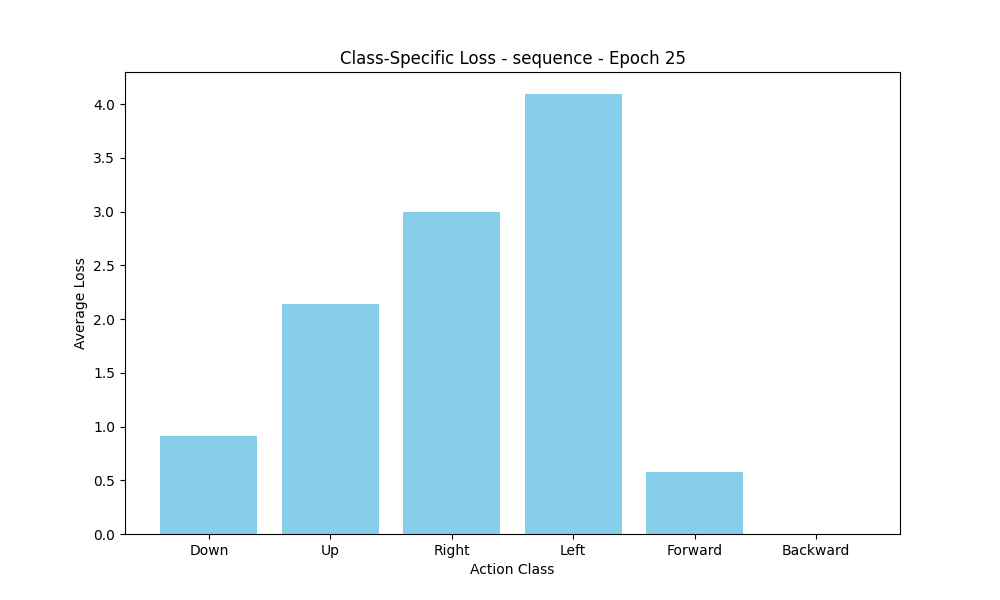 Class-Specific Loss - sequence - Epoch 25
4.0
3.5
3.0
2.5
2.0
1.5
1.0
0.5
0.0
Average Loss
Down Up Right Left Forward Backward
Action Class